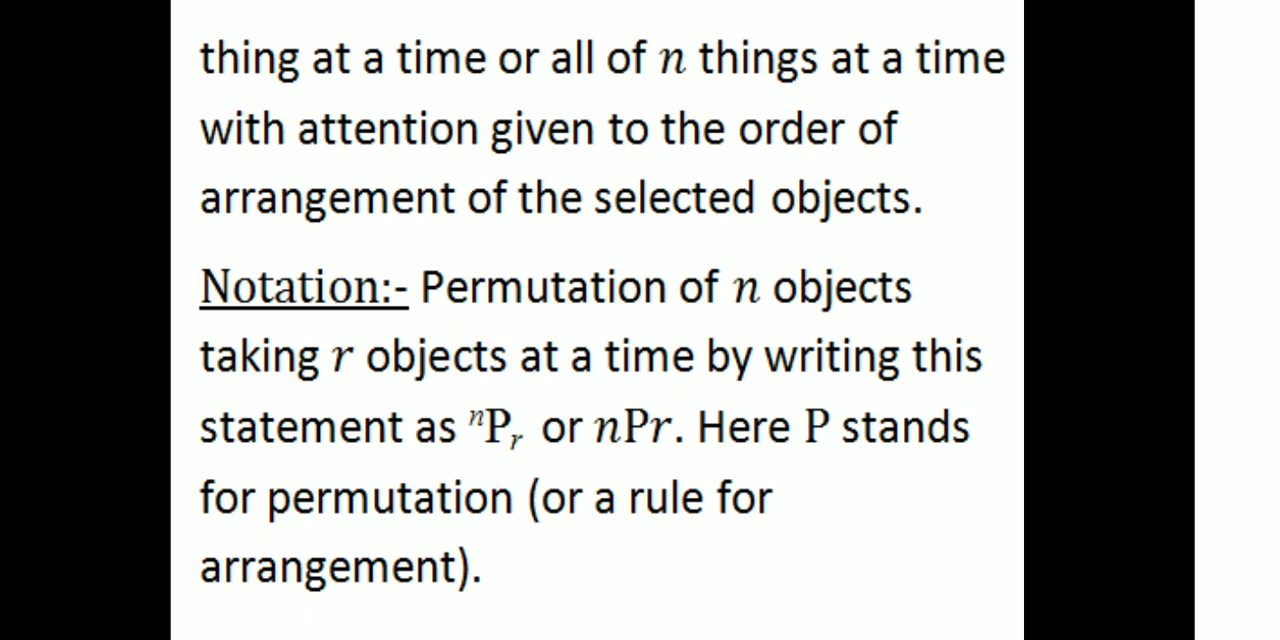 thing at a time or all of n things at a time
with attention given to the order of
arrangement of the selected objects.
Notation:- Permutation of n objects
taking r objects at a time by writing this
statement as ⁿPᵣ or nPr. Here P stands
for permutation (or a rule for
arrangement).